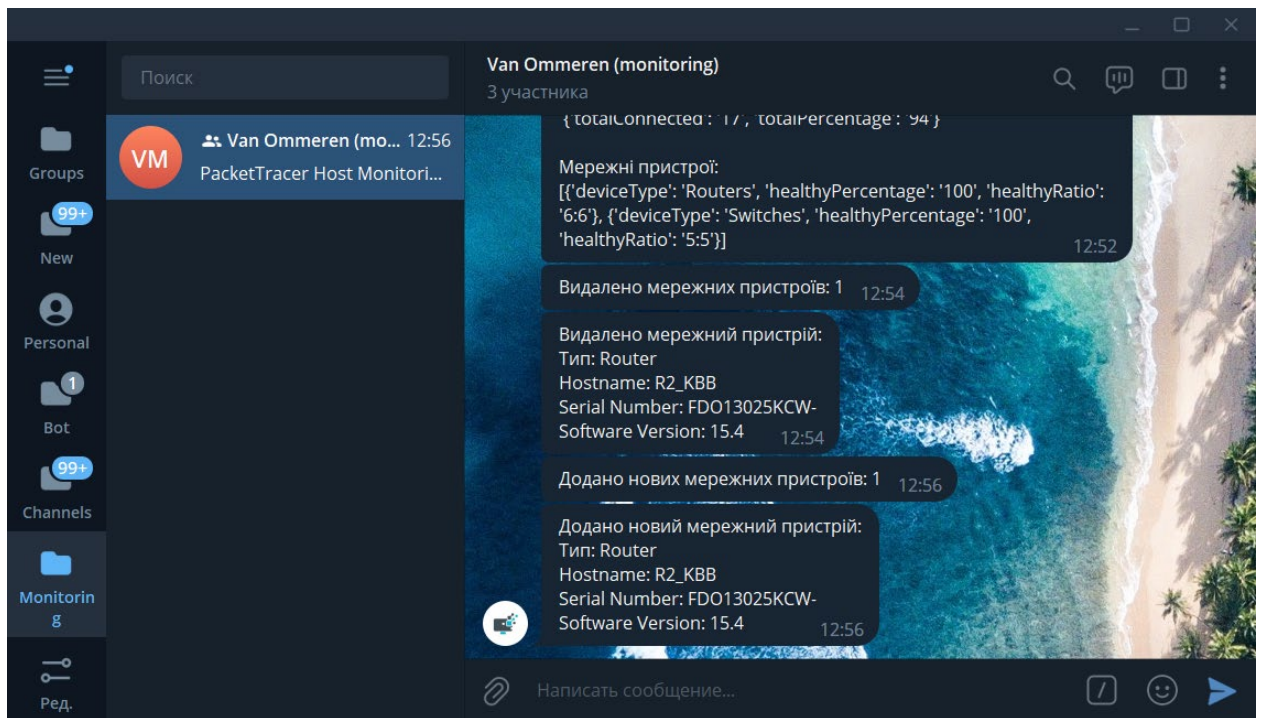 Поиск
Van Ommeren (monitoring)
3 участника
Groups
99+
New
Personal
1
Bot
99+
Channels
Monitorin
g
Ред.
VM
Van Ommeren (mo... 12:56
PacketTracer Host Monitori...
{'totalConnected': '17', 'totalPercentage': '94'}
Мережні пристрої:
[{'deviceType': 'Routers', 'healthyPercentage': '100', 'healthyRatio':
'6:6'}, {'deviceType': 'Switches', 'healthyPercentage': '100',
'healthyRatio': '5:5'}]
12:52
Видалено мережних пристроїв: 1 12:54
Видалено мережний пристрій:
Тип: Router
Hostname: R2_KBB
Serial Number: FDO13025KCW-
Software Version: 15.4 12:54
Додано нових мережних пристроїв: 1 12:56
Додано новий мережний пристрій:
Тип: Router
Hostname: R2_KBB
Serial Number: FDO13025KCW-
Software Version: 15.4 12:56
Написать сообщение...